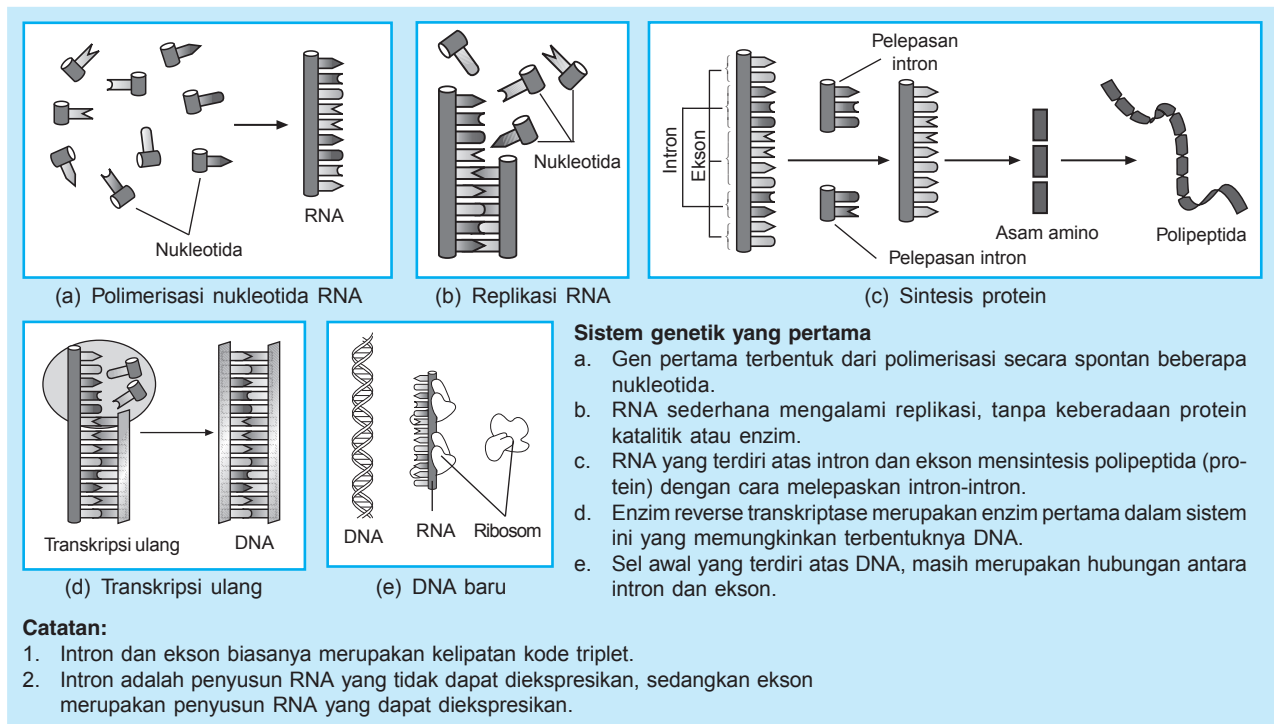 Nukleotida
RNA
(a) Polimerisasi nukleotida RNA
Nukleotida
(b) Replikasi RNA
Intron
Ekson
Pelepasan
intron
Pelepasan intron
Asam amino
Polipeptida
(c) Sintesis protein
Transkripsi ulang
DNA
(d) Transkripsi ulang
DNA
RNA
Ribosom
(e) DNA baru
Sistem genetik yang pertama
a. Gen pertama terbentuk dari polimerisasi secara spontan beberapa
nukleotida.
b. RNA sederhana mengalami replikasi, tanpa keberadaan protein
katalitik atau enzim.
c. RNA yang terdiri atas intron dan ekson mensintesis polipeptida (pro-
tein) dengan cara melepaskan intron-intron.
d. Enzim reverse transkriptase merupakan enzim pertama dalam sistem
ini yang memungkinkan terbentuknya DNA.
e. Sel awal yang terdiri atas DNA, masih merupakan hubungan antara
intron dan ekson.
Catatan:
1. Intron dan ekson biasanya merupakan kelipatan kode triplet.
2. Intron adalah penyusun RNA yang tidak dapat diekspresikan, sedangkan ekson
merupakan penyusun RNA yang dapat diekspresikan.